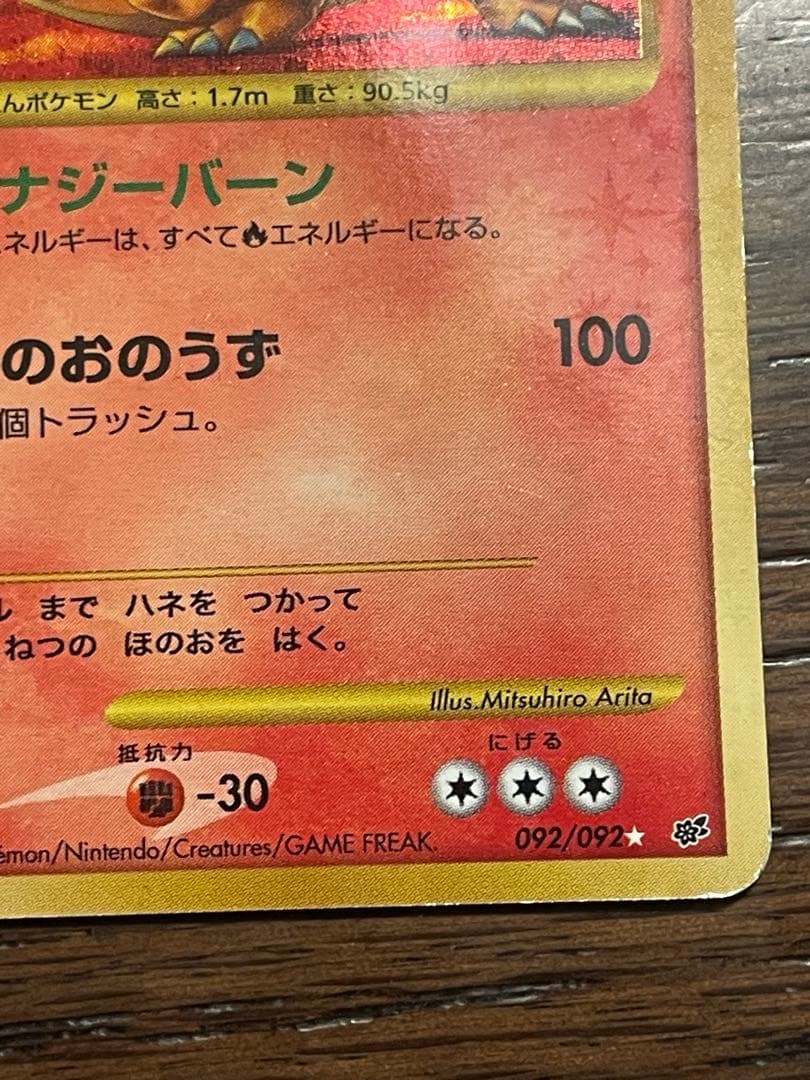 んポケモン 高さ：1.7m 重さ：90.5kg
ナジーバーン
ネルギーは、すべて🔥エネルギーになる。
のおのうず 100
個トラッシュ。
ル まで ハネを つかって
ねつの ほのおを はく。
Illus.Mitsuhiro Arita
抵抗力 にげる
-30
émon/Nintendo/Creatures/GAME FREAK. 092/092★